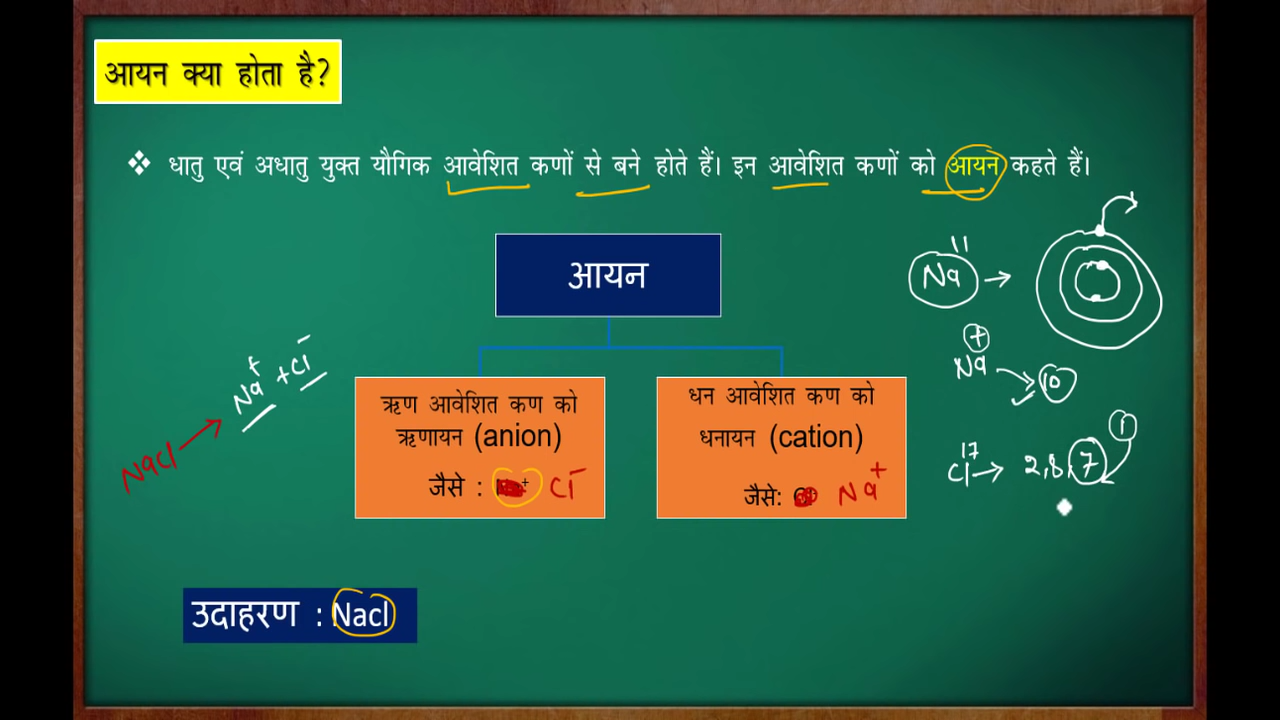 आयन क्या होता है?
❖ धातु एवं अधातु युक्त यौगिक आवेशित कणों से बने होते हैं। इन आवेशित कणों को आयन कहते हैं।
आयन
Na 11 →
Na⁺ → 10
Cl 17 → 2,8,7 1
NaCl → Na⁺ + Cl⁻
ऋण आवेशित कण को
ऋणायन (anion)
जैसे : + Cl⁻
धन आवेशित कण को
धनायन (cation)
जैसे: Na⁺
उदाहरण : Nacl